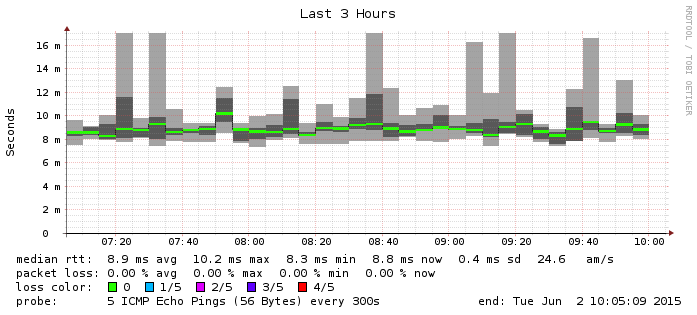 Last 3 Hours
RRDTOOL / TOBI OETIKER
Seconds
16 m
14 m
12 m
10 m
8 m
6 m
4 m
2 m
0
07:20 07:40 08:00 08:20 08:40 09:00 09:20 09:40 10:00
median rtt: 8.9 ms avg 10.2 ms max 8.3 ms min 8.8 ms now 0.4 ms sd 24.6 am/s
packet loss: 0.00 % avg 0.00 % max 0.00 % min 0.00 % now
loss color: 0 1/5 2/5 3/5 4/5
probe: 5 ICMP Echo Pings (56 Bytes) every 300s end: Tue Jun 2 10:05:09 2015